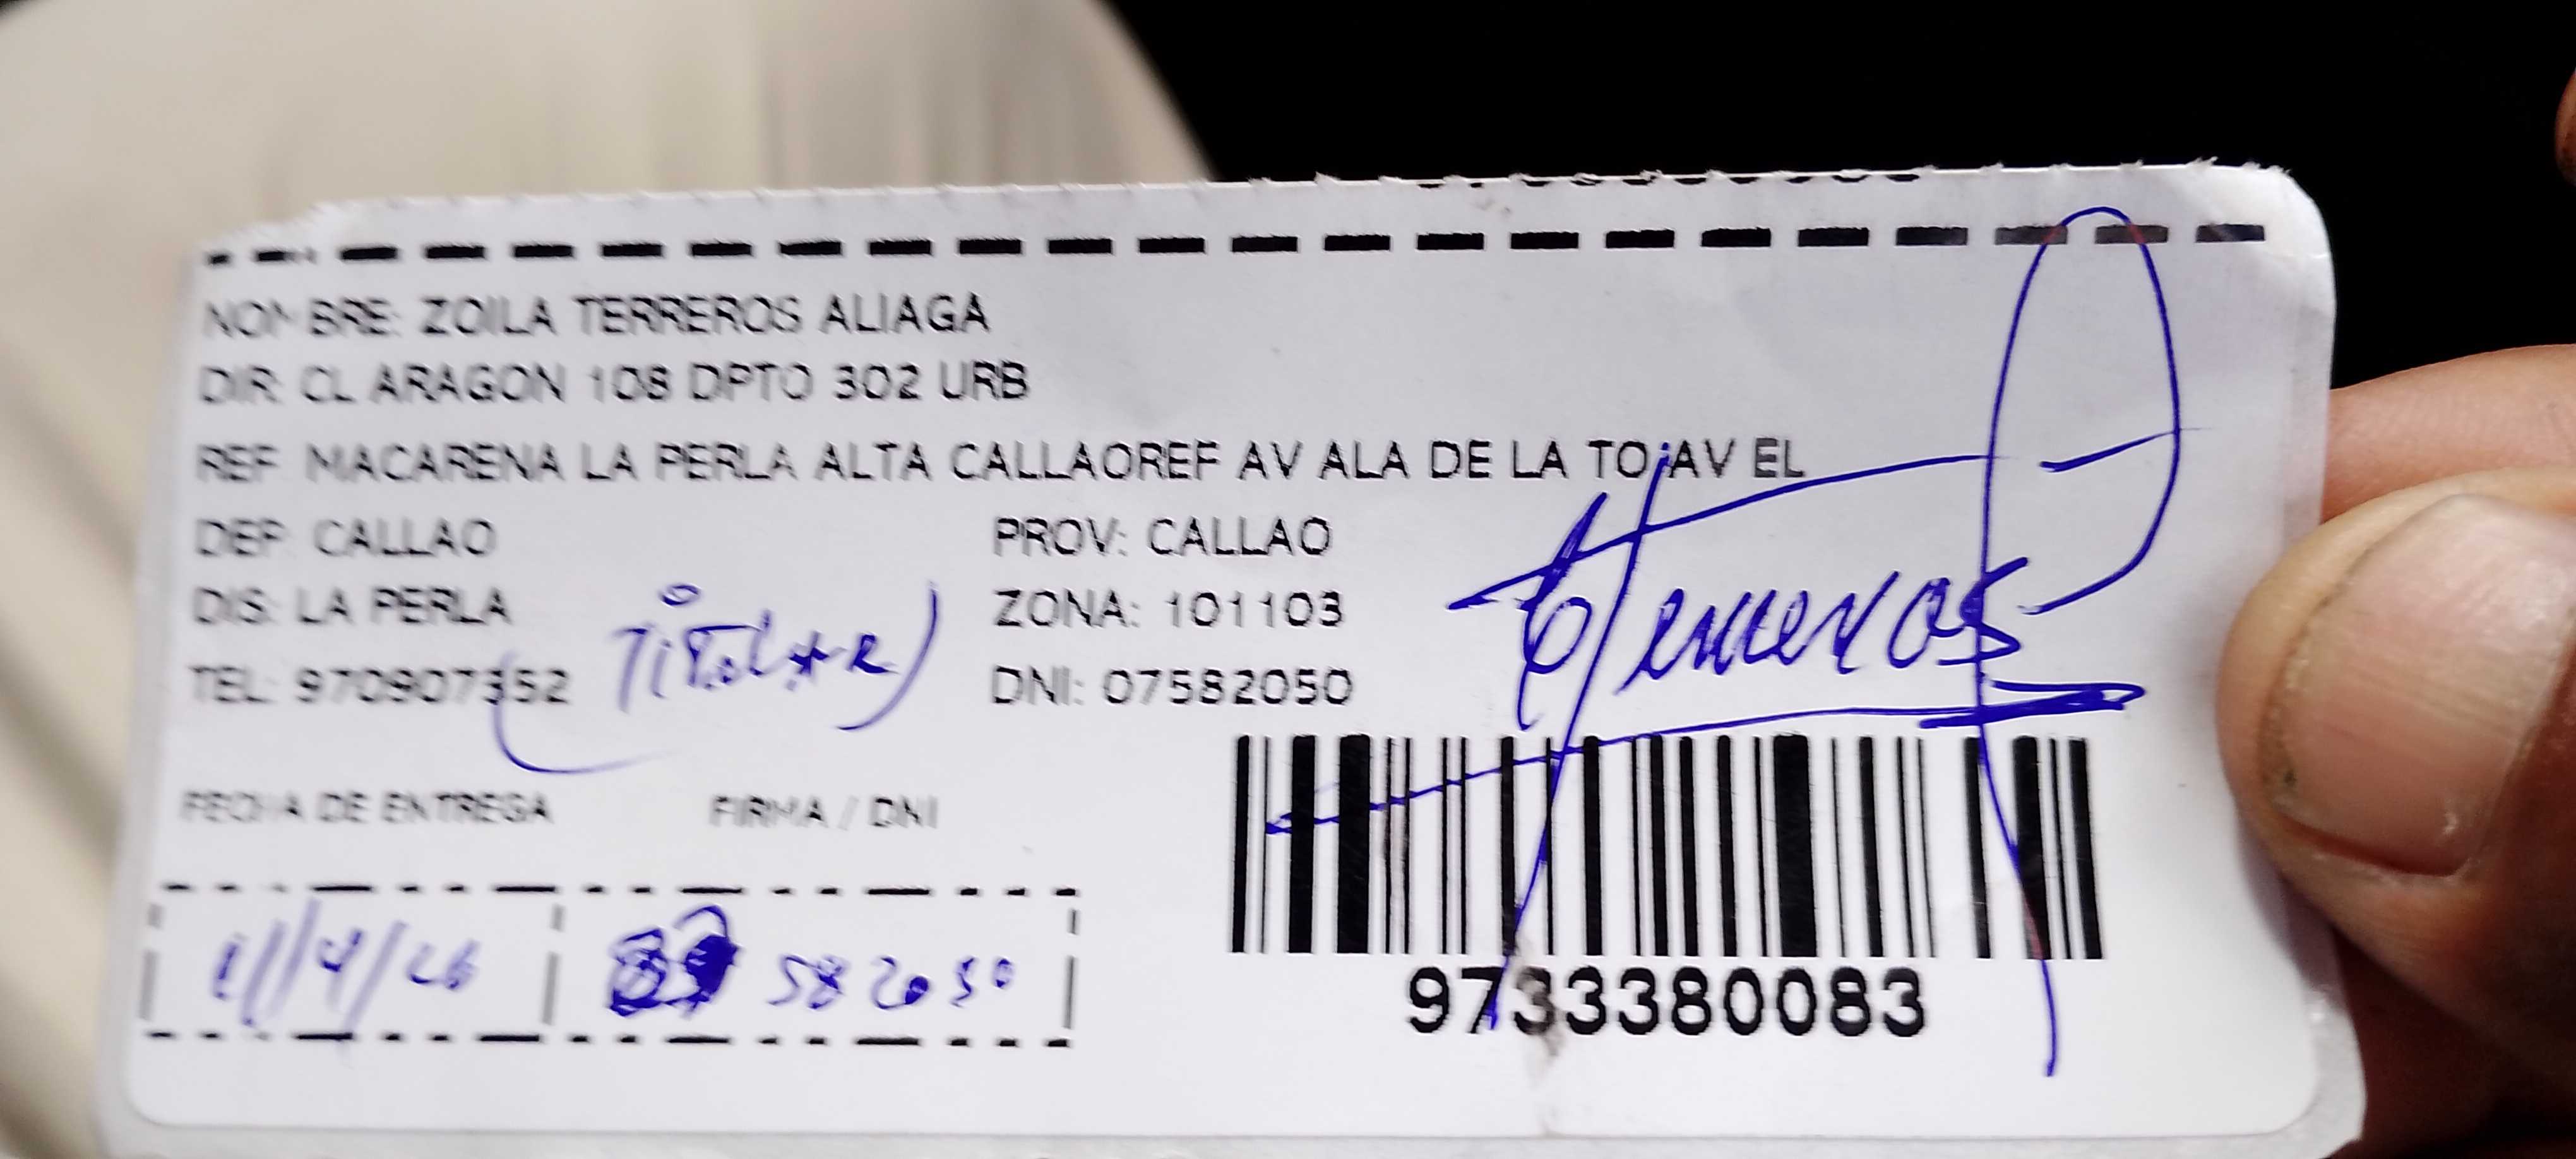 NOMBRE: ZOILA TERREROS ALIAGA
DIR: CL ARAGON 108 DPTO 302 URB
REF: MACARENA LA PERLA ALTA CALLAOREF AV ALA DE LA TO AV EL
DEP: CALLAO PROV: CALLAO
DIS: LA PERLA ZONA: 101103
TEL: 970907352 DNI: 07582050
(Titular)
Terreros
FECHA DE ENTREGA FIRMA / DNI
1/4/26 582050
9733380083